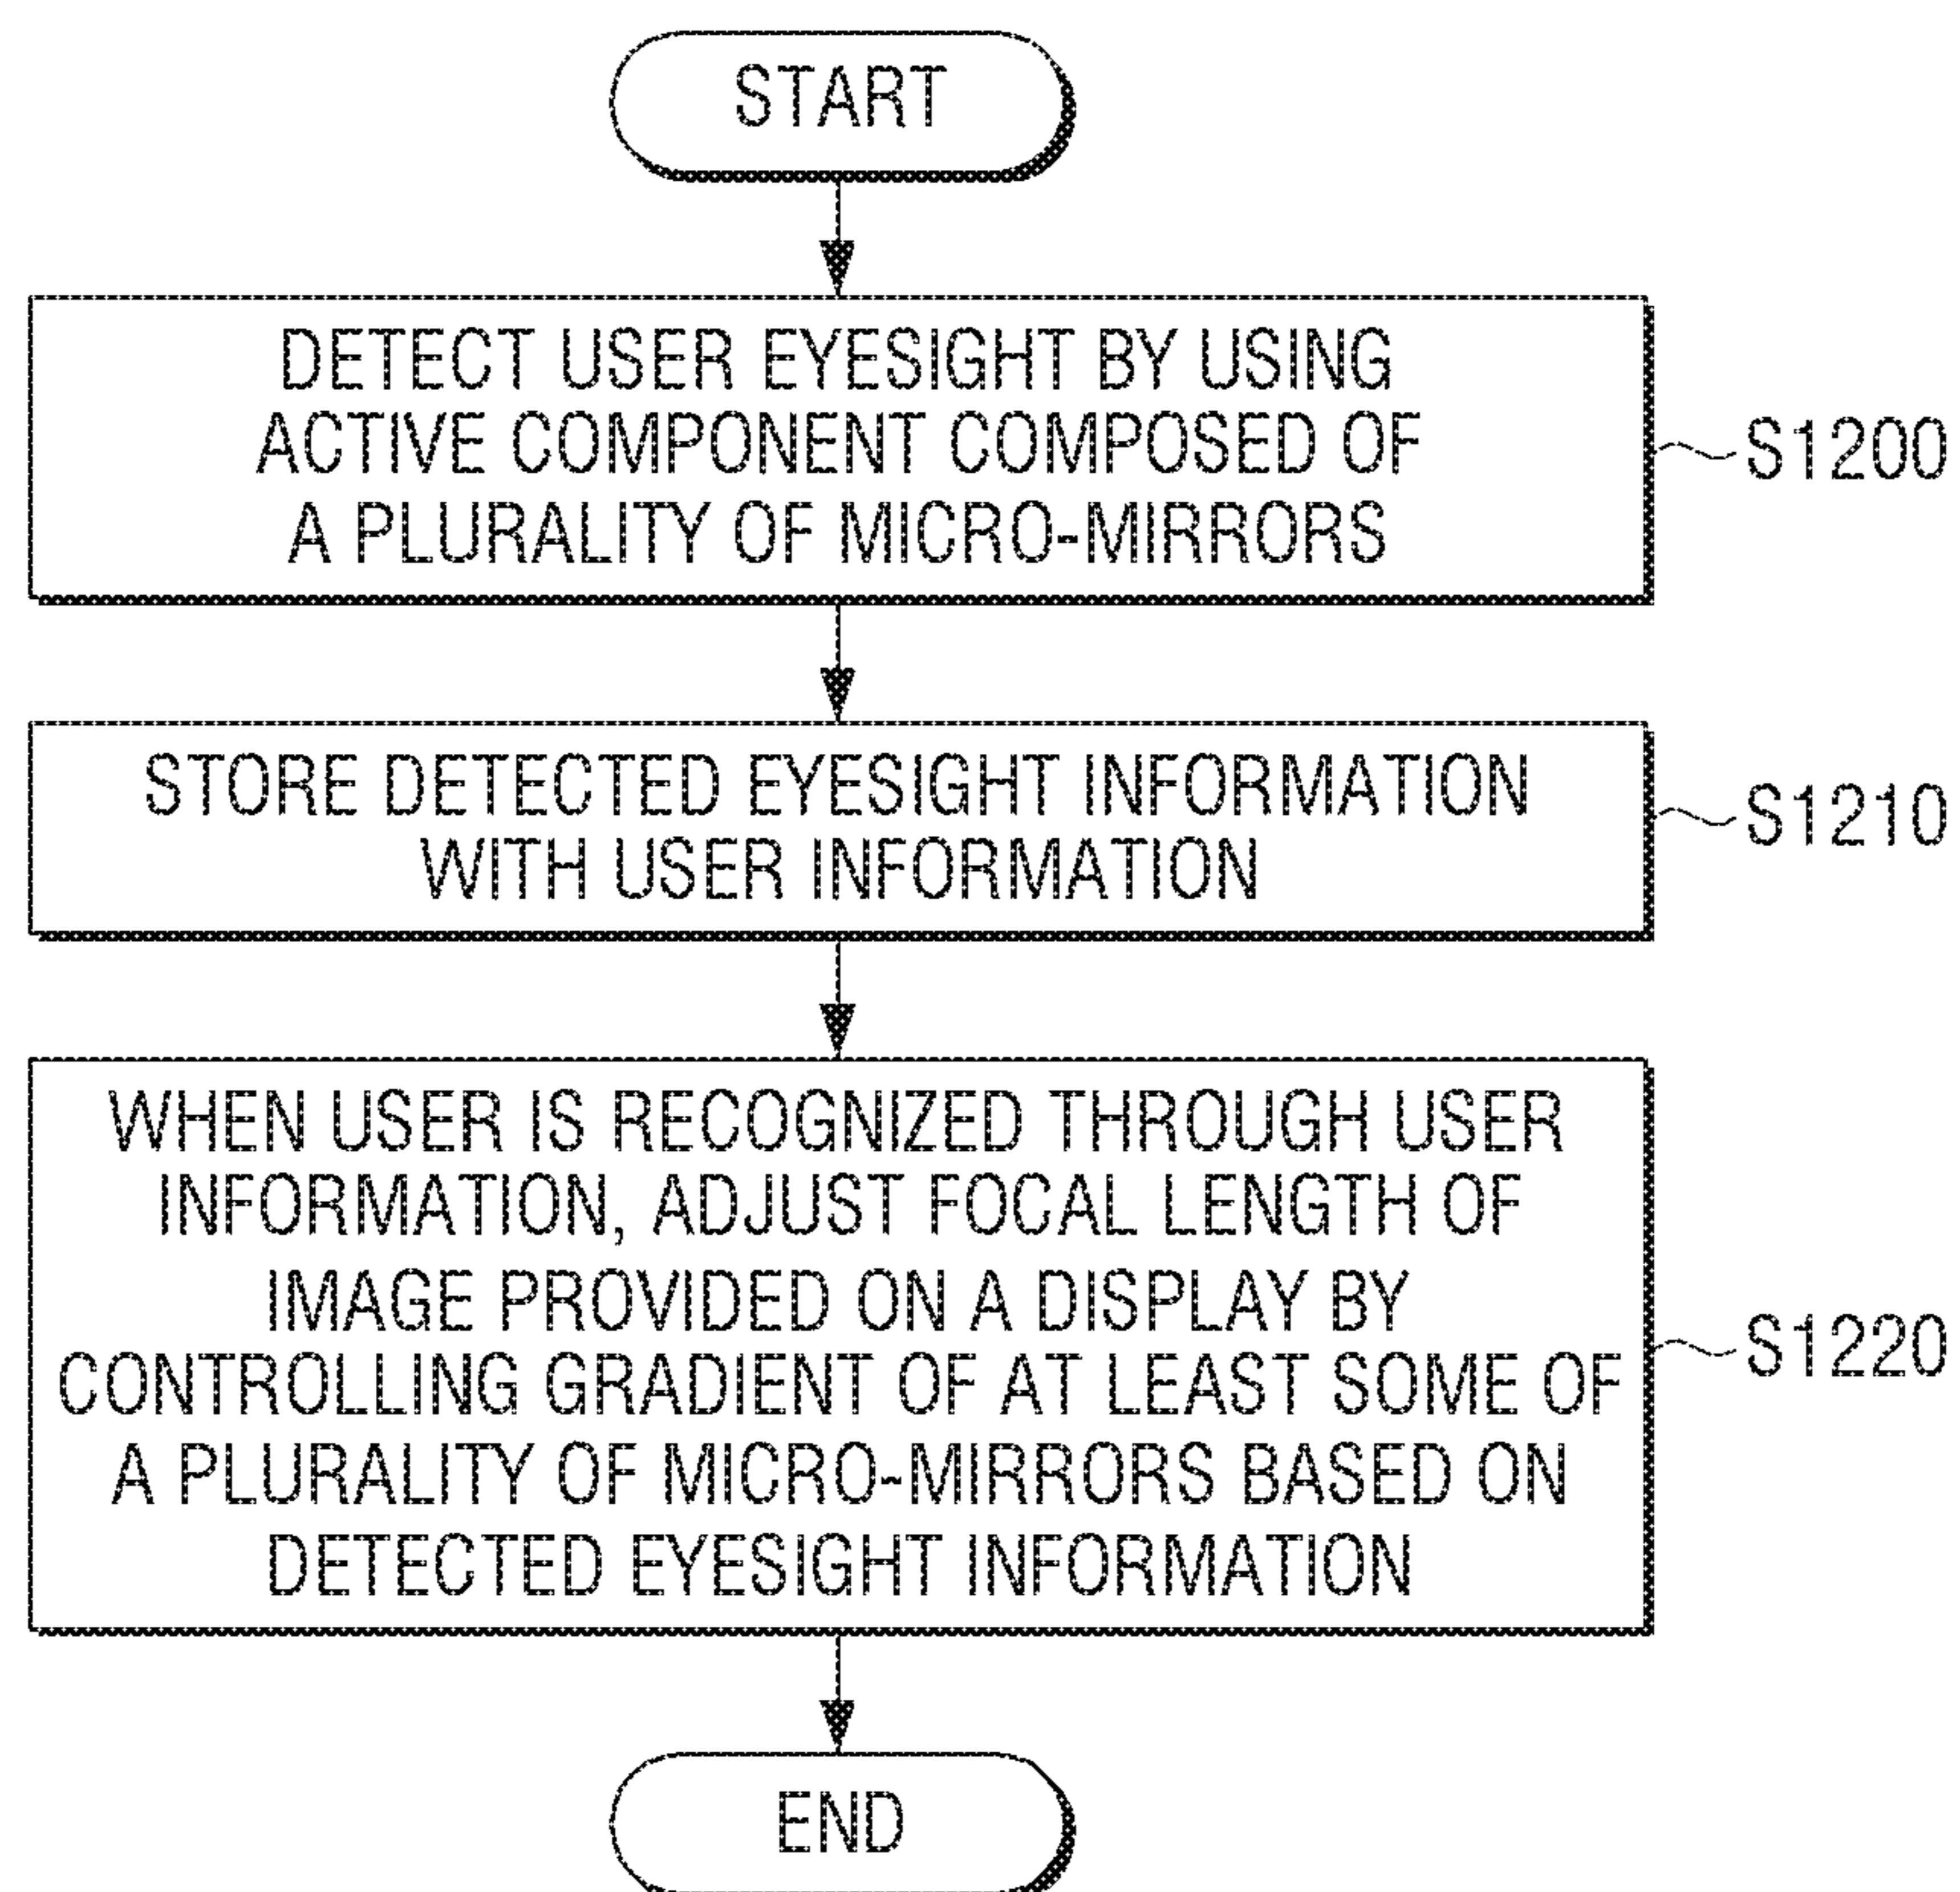 START
DETECT USER EYESIGHT BY USING
ACTIVE COMPONENT COMPOSED OF
A PLURALITY OF MICRO-MIRRORS
S1200
STORE DETECTED EYESIGHT INFORMATION
WITH USER INFORMATION
S1210
WHEN USER IS RECOGNIZED THROUGH USER
INFORMATION, ADJUST FOCAL LENGTH OF
IMAGE PROVIDED ON A DISPLAY BY
CONTROLLING GRADIENT OF AT LEAST SOME OF
A PLURALITY OF MICRO-MIRRORS BASED ON
DETECTED EYESIGHT INFORMATION
S1220
END